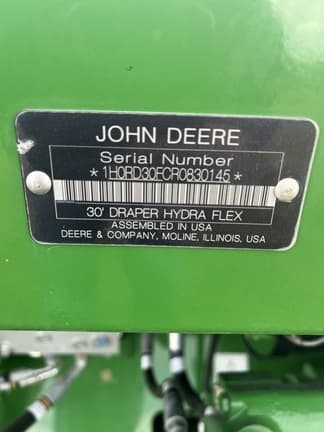 JOHN DEERE
Serial Number
*1H0RD30FCR0830145*
30' DRAPER HYDRA FLEX
ASSEMBLED IN USA
DEERE & COMPANY, MOLINE, ILLINOIS, USA